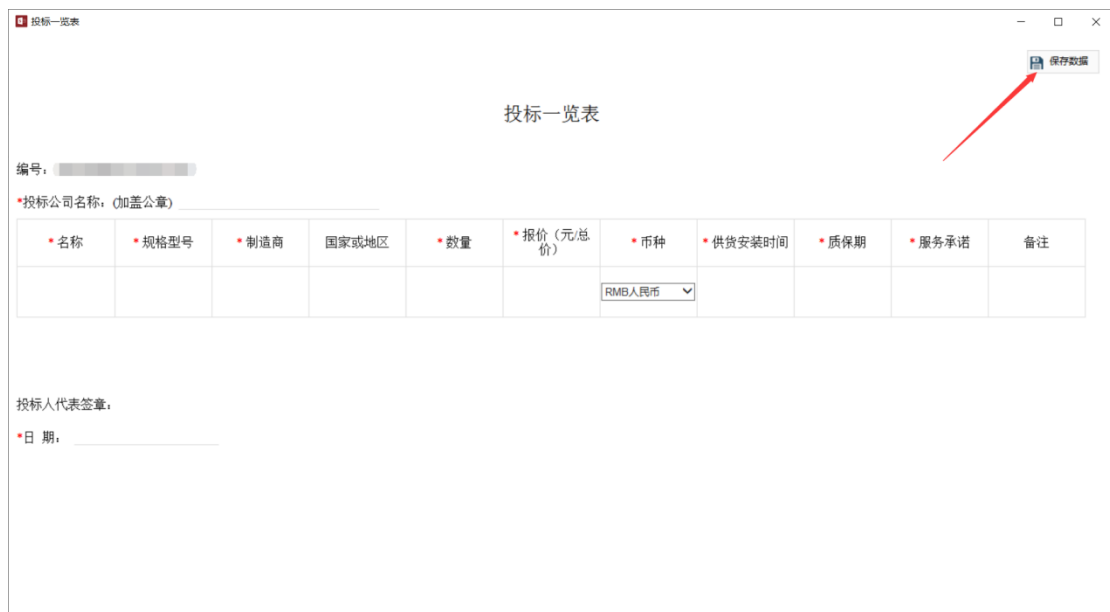 投标一览表
保存数据
投标一览表
编号：
*投标公司名称：(加盖公章)
*名称 *规格型号 *制造商 国家或地区 *数量 *报价（元/总价） *币种 *供货安装时间 *质保期 *服务承诺 备注
RMB人民币
投标人代表签章：
*日 期：